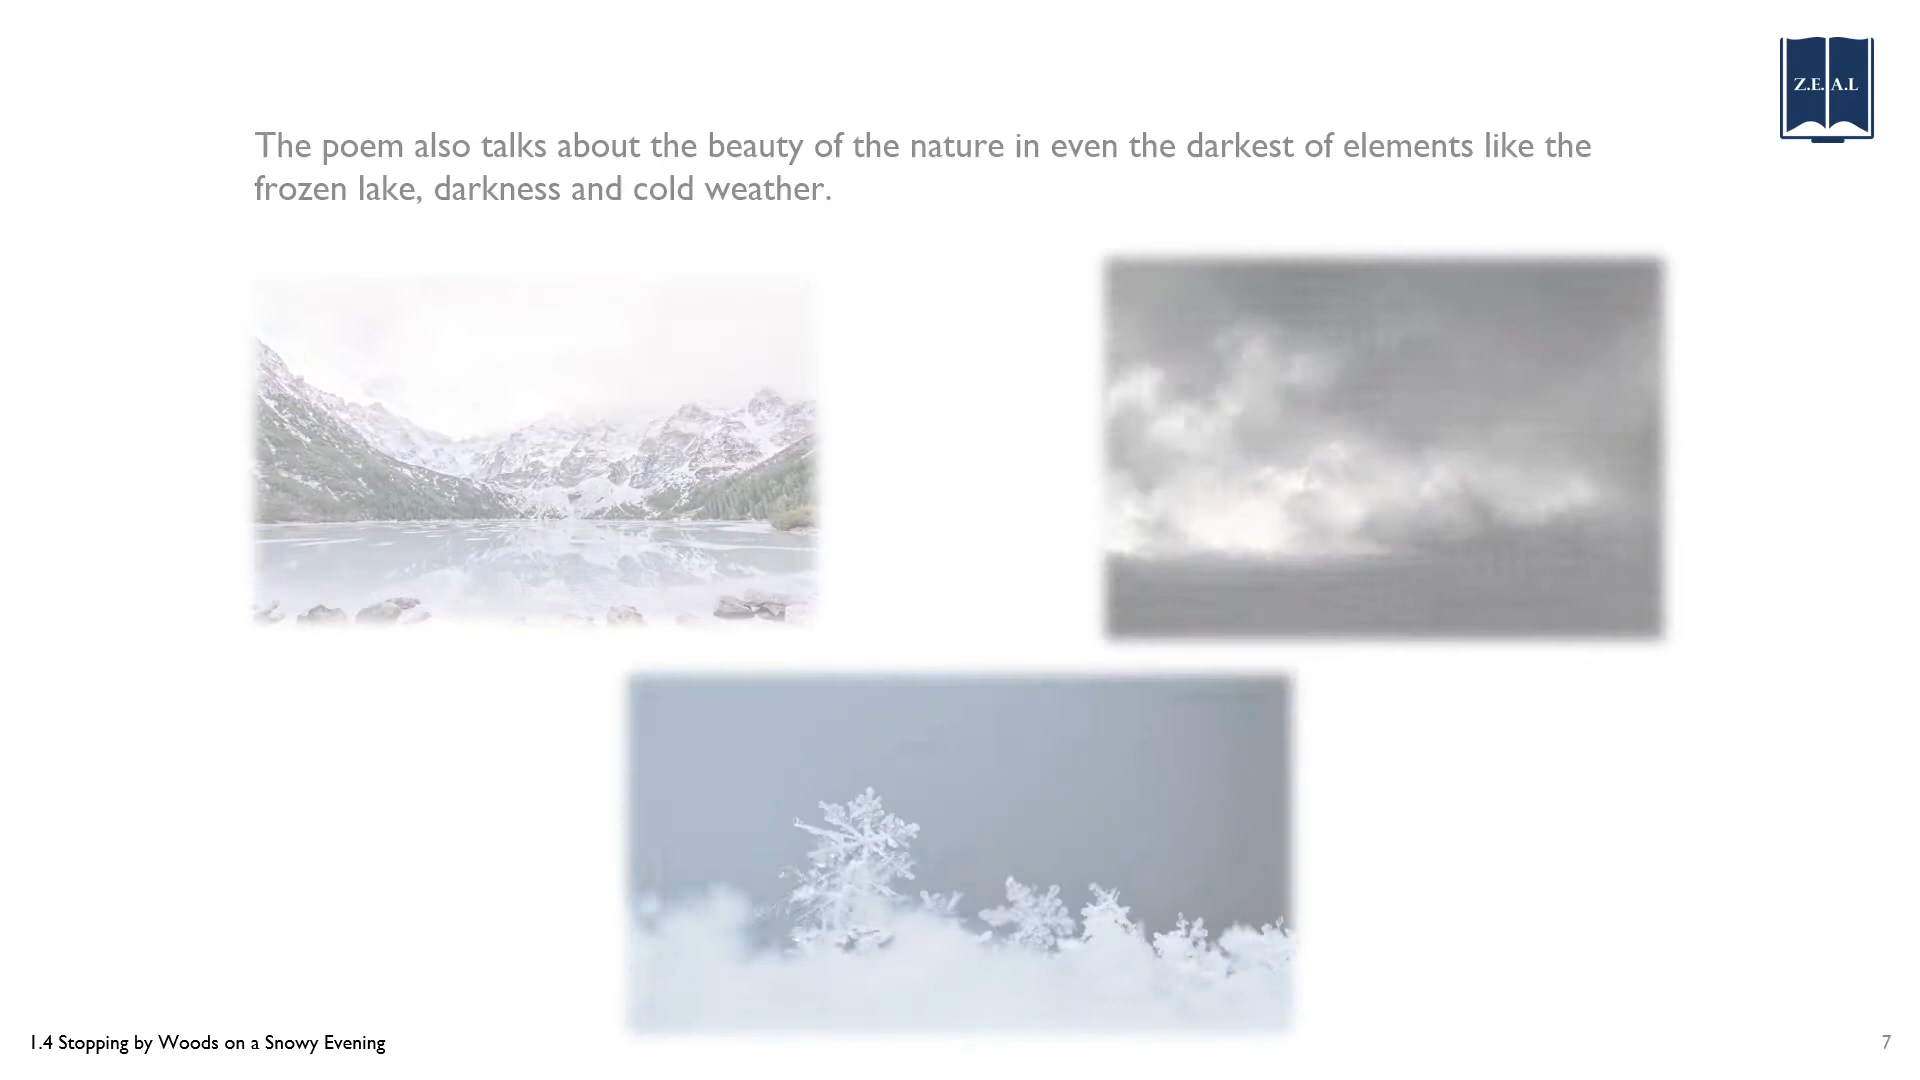 Z.E. A.L
The poem also talks about the beauty of the nature in even the darkest of elements like the
frozen lake, darkness and cold weather.
1.4 Stopping by Woods on a Snowy Evening
7